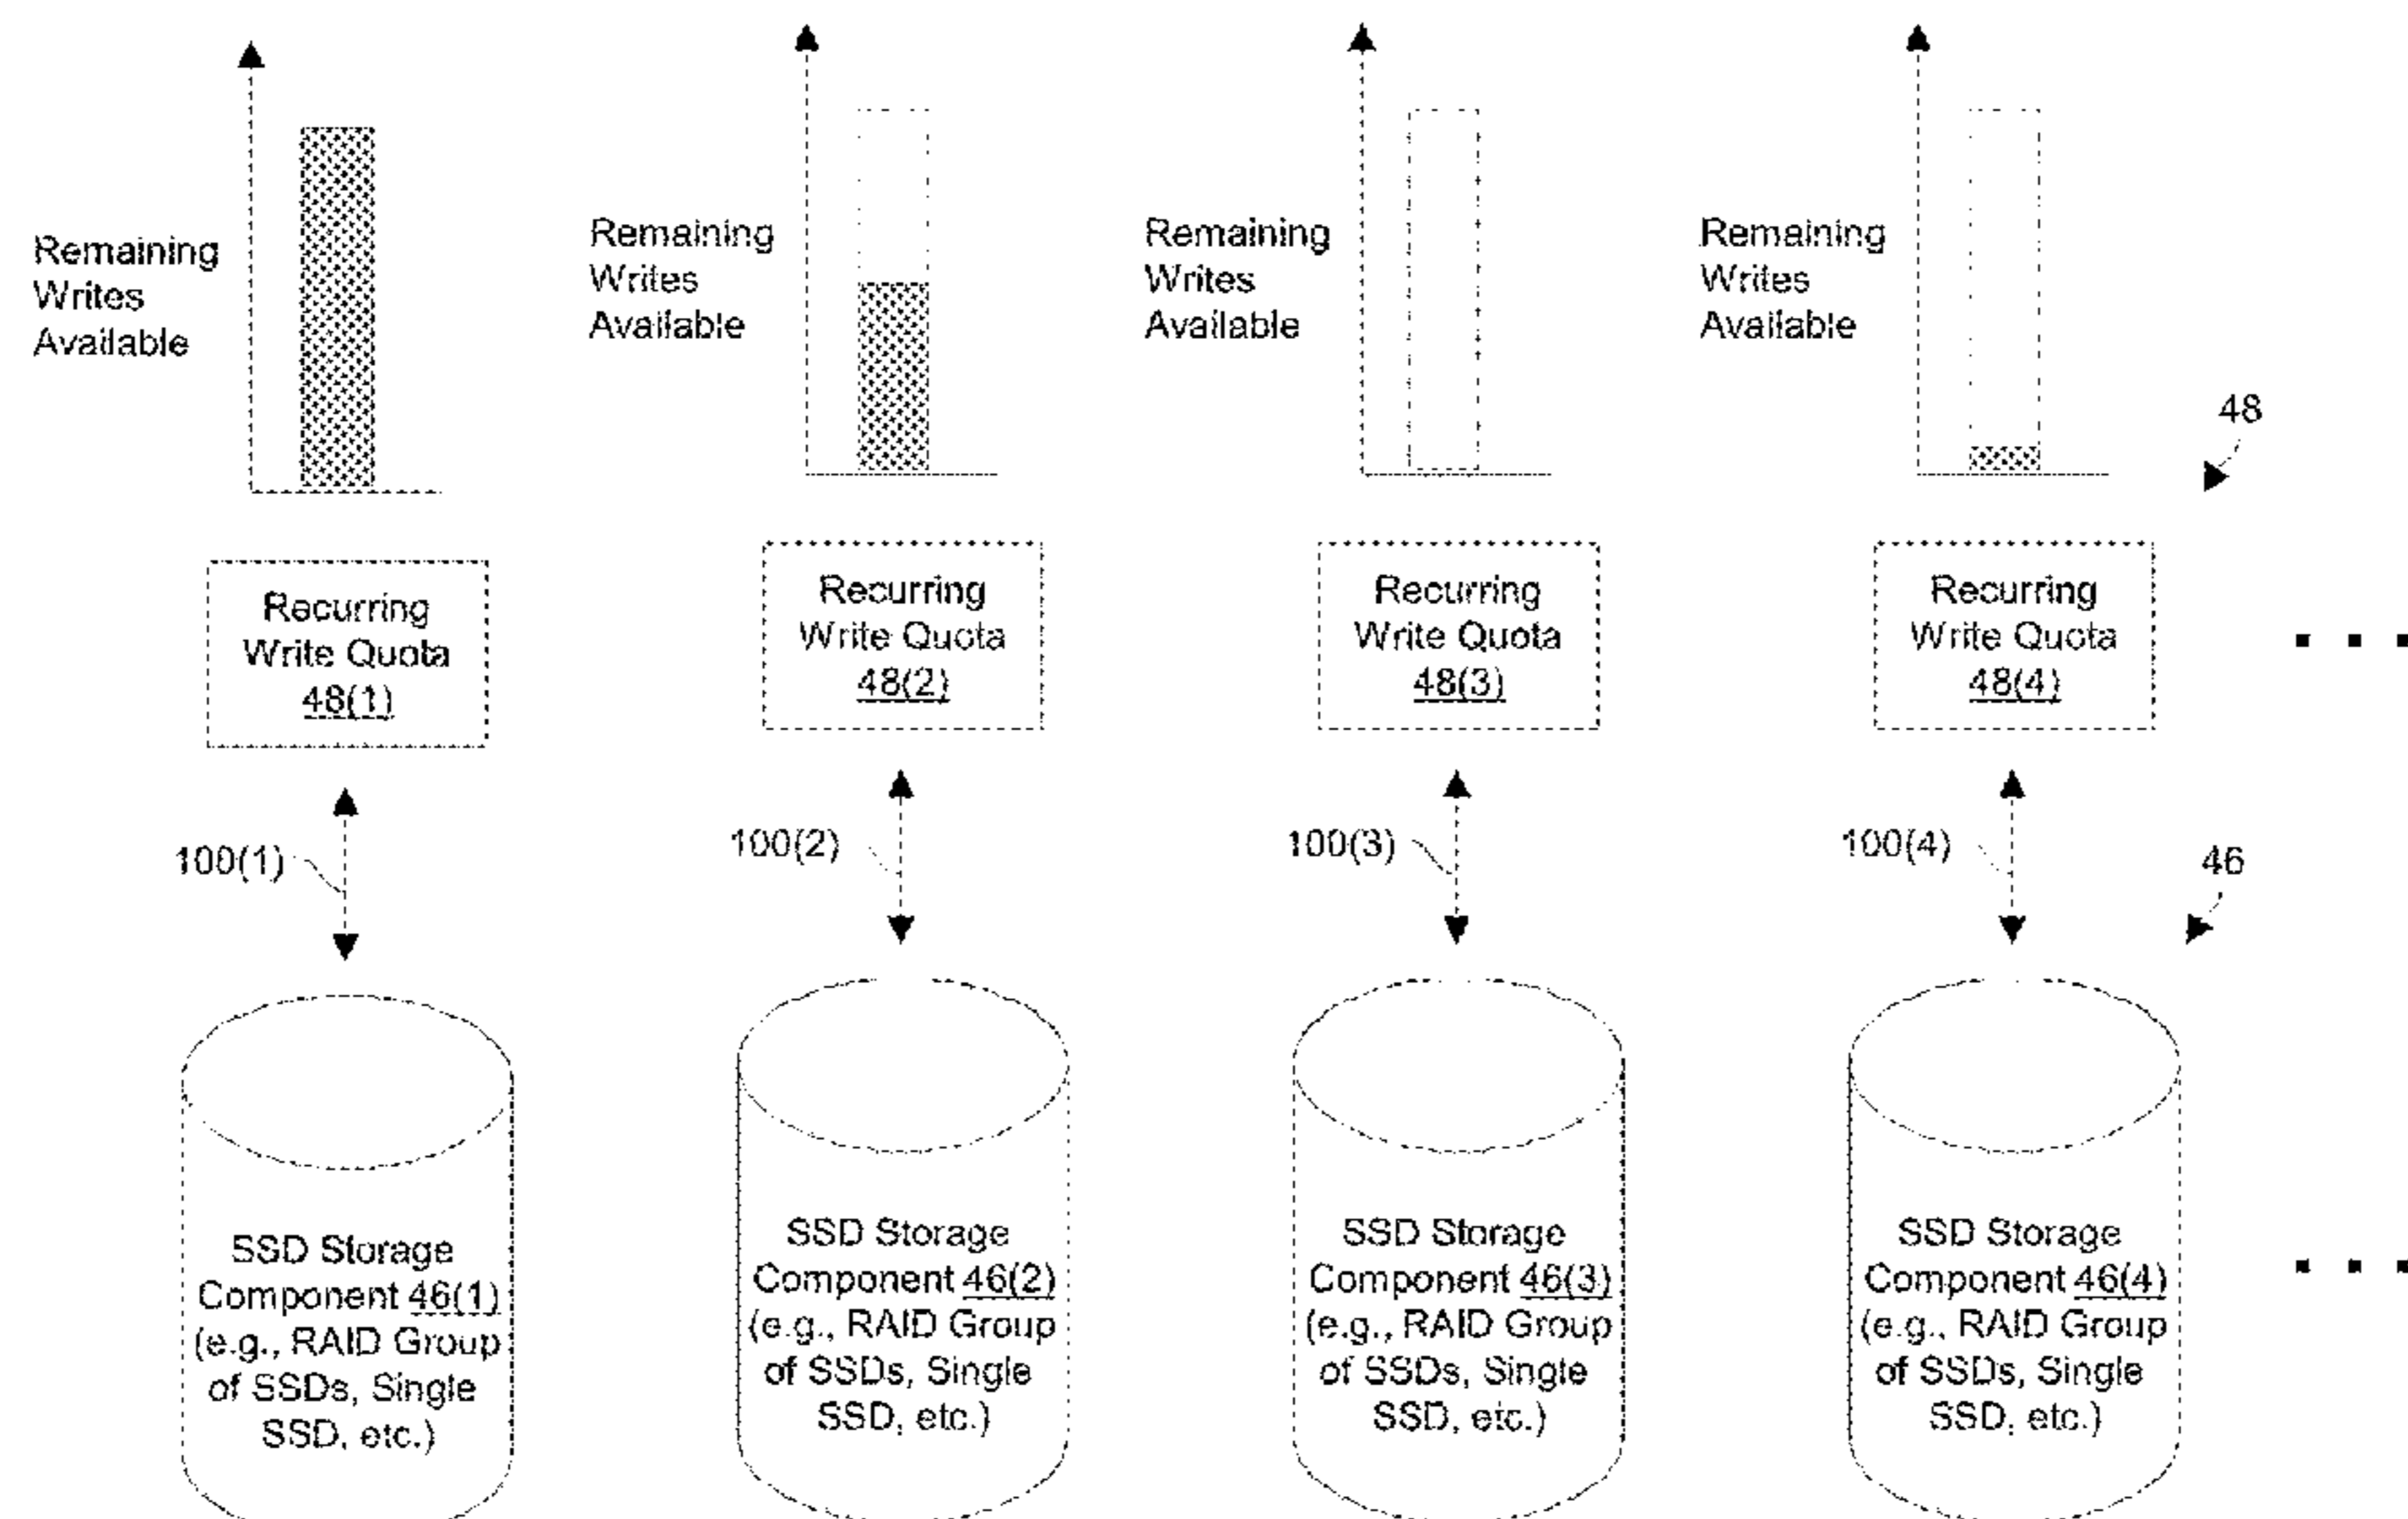 Remaining
Writes
Available
Remaining
Writes
Available
Remaining
Writes
Available
Remaining
Writes
Available
48
Recurring
Write Quota
48(1)
Recurring
Write Quota
48(2)
Recurring
Write Quota
48(3)
Recurring
Write Quota
48(4)
100(1)
100(2)
100(3)
100(4)
46
SSD Storage
Component 46(1)
(e.g., RAID Group
of SSDs, Single
SSD, etc.)
SSD Storage
Component 46(2)
(e.g., RAID Group
of SSDs, Single
SSD, etc.)
SSD Storage
Component 46(3)
(e.g., RAID Group
of SSDs, Single
SSD, etc.)
SSD Storage
Component 46(4)
(e.g., RAID Group
of SSDs, Single
SSD, etc.)